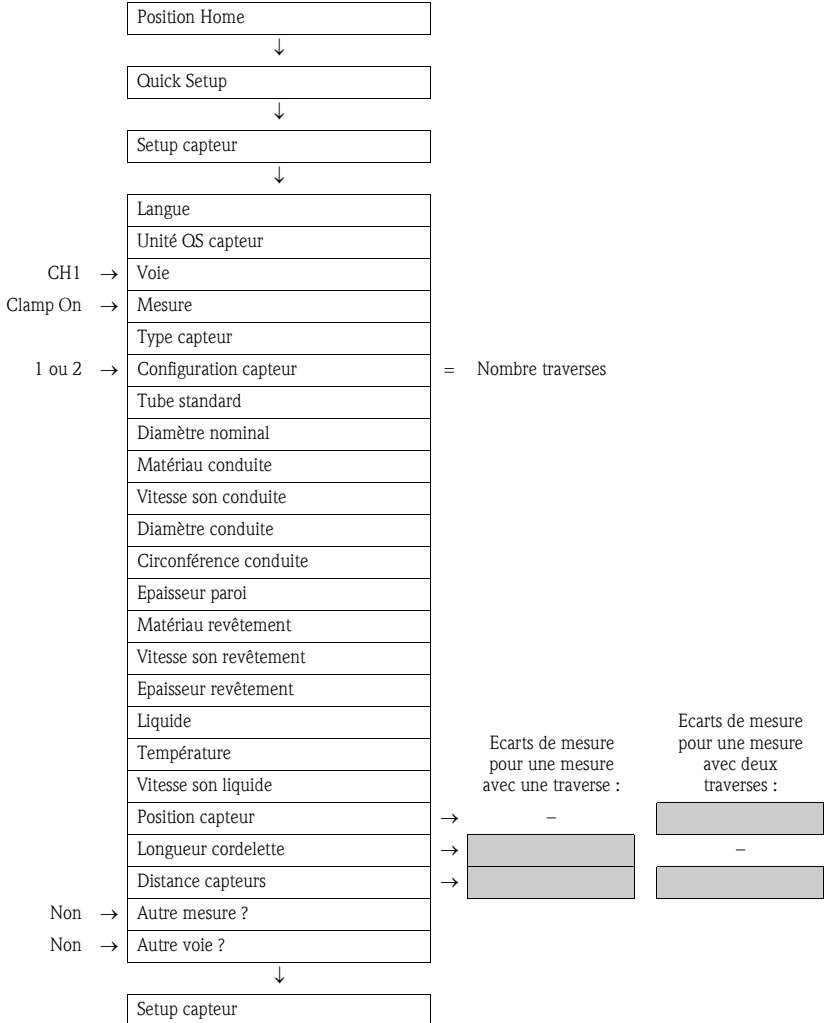 Position Home
↓
Quick Setup
↓
Setup capteur
↓
Langue
Unité QS capteur
CH1 → Voie
Clamp On → Mesure
Type capteur
1 ou 2 → Configuration capteur = Nombre traverses
Tube standard
Diamètre nominal
Matériau conduite
Vitesse son conduite
Diamètre conduite
Circonférence conduite
Epaisseur paroi
Matériau revêtement
Vitesse son revêtement
Epaisseur revêtement
Liquide
Température
Vitesse son liquide
Ecarts de mesure
pour une mesure
avec une traverse :
Ecarts de mesure
pour une mesure
avec deux
traverses :
Position capteur → –
Longueur cordelette → –
Distance capteurs →
Non → Autre mesure ?
Non → Autre voie ?
↓
Setup capteur